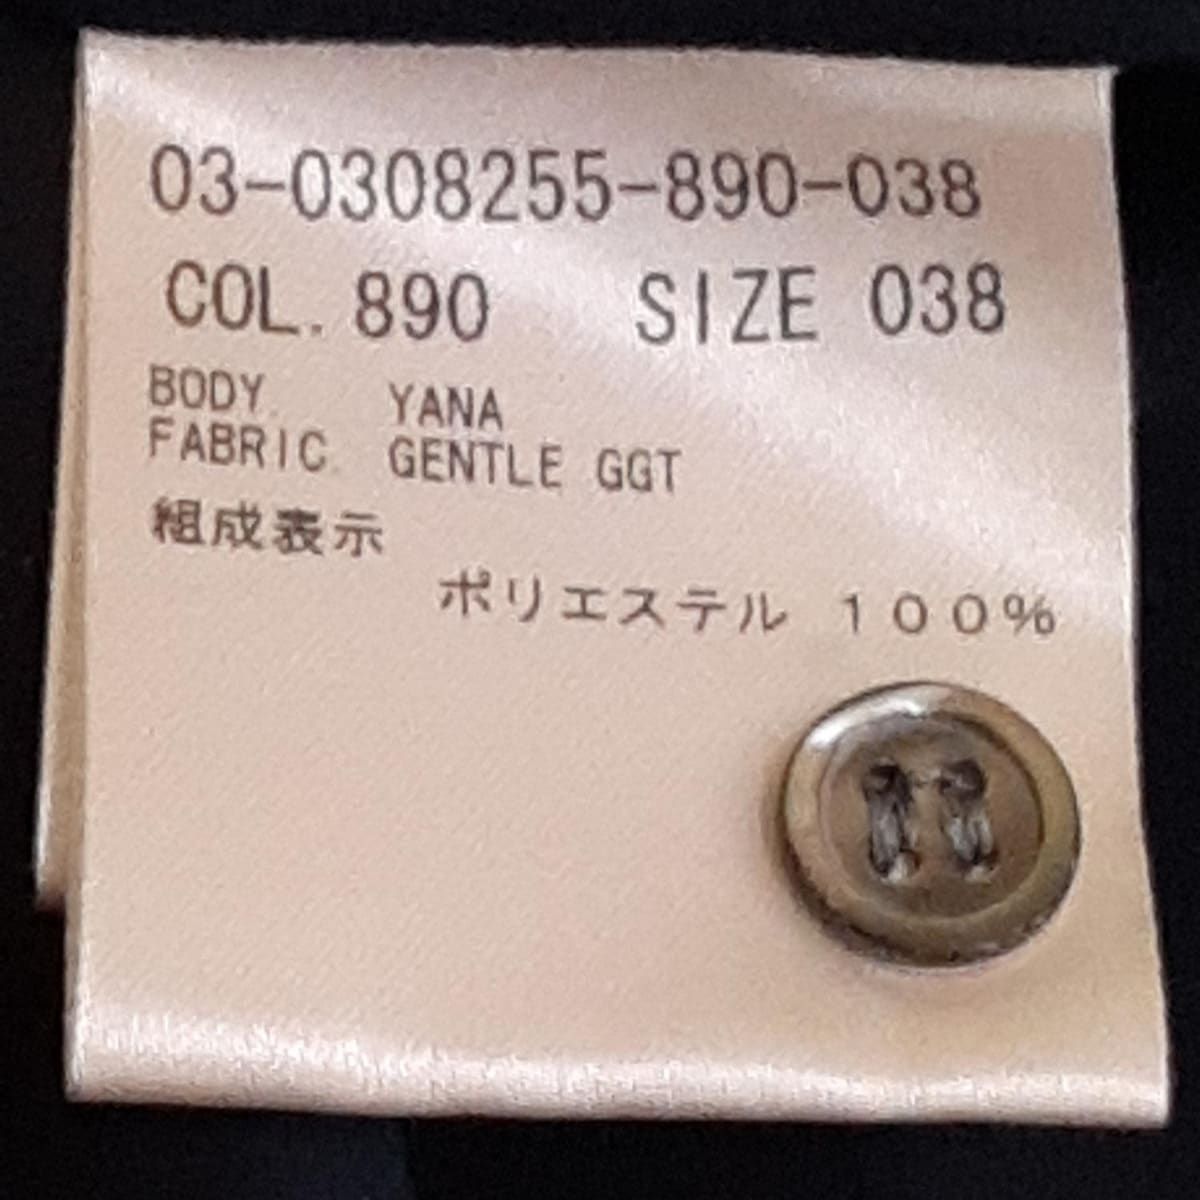 03-0308255-890-038
COL. 890 SIZE 038
BODY YANA
FABRIC GENTLE GGT
組成表示
ポリエステル 100%